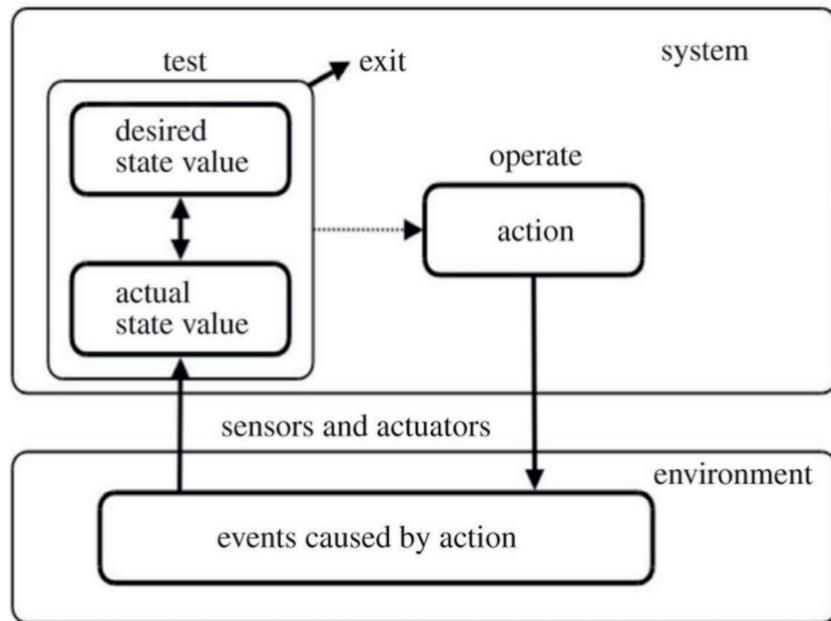 system
test
exit
desired
state value
operate
action
actual
state value
sensors and actuators
environment
events caused by action